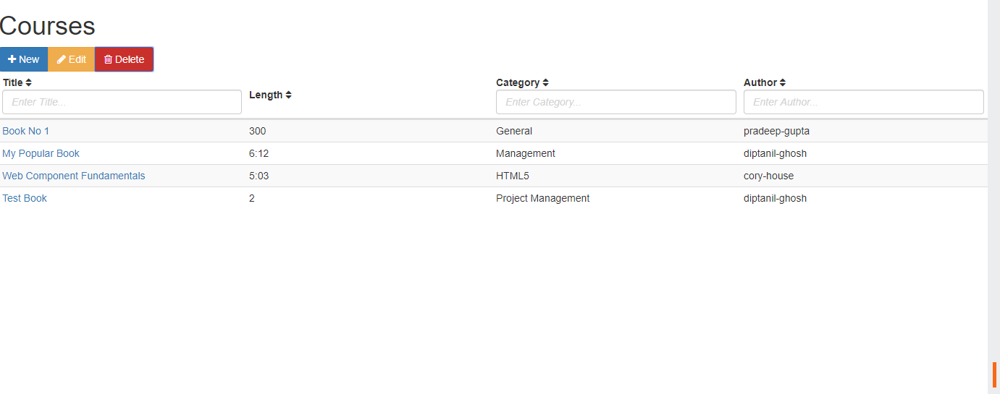 Courses
New Edit Delete
Title Length Category Author
Enter Title... Enter Category... Enter Author...
Book No 1 300 General pradeep-gupta
My Popular Book 6:12 Management diptanil-ghosh
Web Component Fundamentals 5:03 HTML5 cory-house
Test Book 2 Project Management diptanil-ghosh